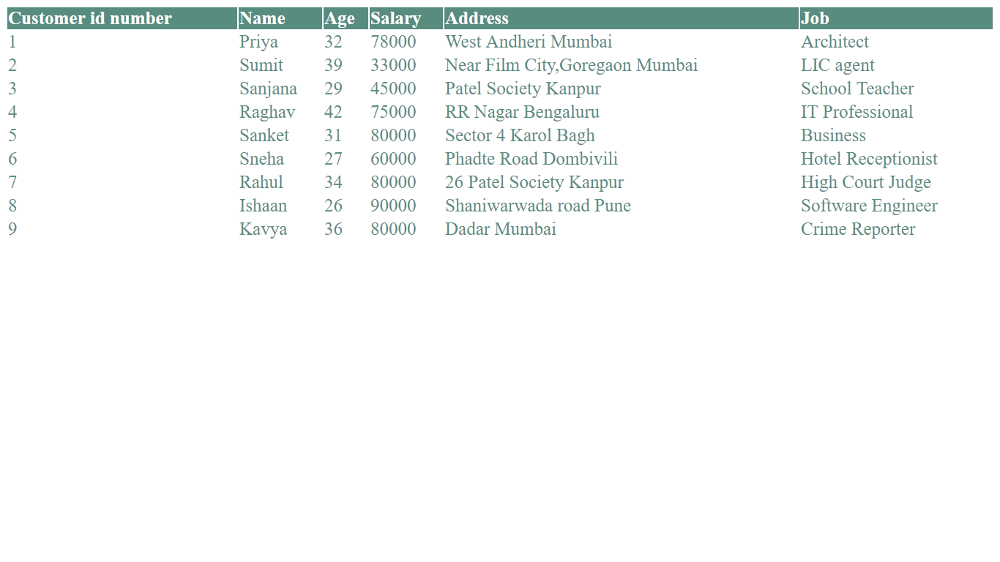 Customer id number Name Age Salary Address Job
1 Priya 32 78000 West Andheri Mumbai Architect
2 Sumit 39 33000 Near Film City,Goregaon Mumbai LIC agent
3 Sanjana 29 45000 Patel Society Kanpur School Teacher
4 Raghav 42 75000 RR Nagar Bengaluru IT Professional
5 Sanket 31 80000 Sector 4 Karol Bagh Business
6 Sneha 27 60000 Phadte Road Dombivili Hotel Receptionist
7 Rahul 34 80000 26 Patel Society Kanpur High Court Judge
8 Ishaan 26 90000 Shaniwarwada road Pune Software Engineer
9 Kavya 36 80000 Dadar Mumbai Crime Reporter